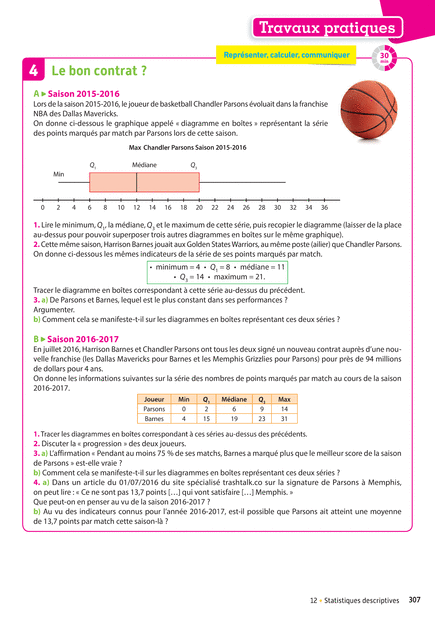 Travaux pratiques
Représenter, calculer, communiquer
30
min
4 Le bon contrat ?
A ▸ Saison 2015-2016
Lors de la saison 2015-2016, le joueur de basketball Chandler Parsons évoluait dans la franchise
NBA des Dallas Mavericks.
On donne ci-dessous le graphique appelé « diagramme en boîtes » représentant la série
des points marqués par match par Parsons lors de cette saison.
Max Chandler Parsons Saison 2015-2016
Min
Q1
Médiane
Q3
0 2 4 6 8 10 12 14 16 18 20 22 24 26 28 30 32 34 36
1. Lire le minimum, Q1, la médiane, Q3 et le maximum de cette série, puis recopier le diagramme (laisser de la place
au-dessus pour pouvoir superposer trois autres diagrammes en boîtes sur le même graphique).
2. Cette même saison, Harrison Barnes jouait aux Golden States Warriors, au même poste (ailier) que Chandler Parsons.
On donne ci-dessous les mêmes indicateurs de la série de ses points marqués par match.
• minimum = 4 • Q1 = 8 • médiane = 11
• Q3 = 14 • maximum = 21.
Tracer le diagramme en boîtes correspondant à cette série au-dessus du précédent.
3. a) De Parsons et Barnes, lequel est le plus constant dans ses performances ?
Argumenter.
b) Comment cela se manifeste-t-il sur les diagrammes en boîtes représentant ces deux séries ?
B ▸ Saison 2016-2017
En juillet 2016, Harrison Barnes et Chandler Parsons ont tous les deux signé un nouveau contrat auprès d'une nou-
velle franchise (les Dallas Mavericks pour Barnes et les Memphis Grizzlies pour Parsons) pour près de 94 millions
de dollars pour 4 ans.
On donne les informations suivantes sur la série des nombres de points marqués par match au cours de la saison
2016-2017.
Joueur Min Q1 Médiane Q3 Max
Parsons 0 2 6 9 14
Barnes 4 15 19 23 31
1. Tracer les diagrammes en boîtes correspondant à ces séries au-dessus des précédents.
2. Discuter la « progression » des deux joueurs.
3. a) L'affirmation « Pendant au moins 75 % de ses matchs, Barnes a marqué plus que le meilleur score de la saison
de Parsons » est-elle vraie ?
b) Comment cela se manifeste-t-il sur les diagrammes en boîtes représentant ces deux séries ?
4. a) Dans un article du 01/07/2016 du site spécialisé trashtalk.co sur la signature de Parsons à Memphis,
on peut lire : « Ce ne sont pas 13,7 points […] qui vont satisfaire […] Memphis. »
Que peut-on en penser au vu de la saison 2016-2017 ?
b) Au vu des indicateurs connus pour l'année 2016-2017, est-il possible que Parsons ait atteint une moyenne
de 13,7 points par match cette saison-là ?
12 • Statistiques descriptives 307